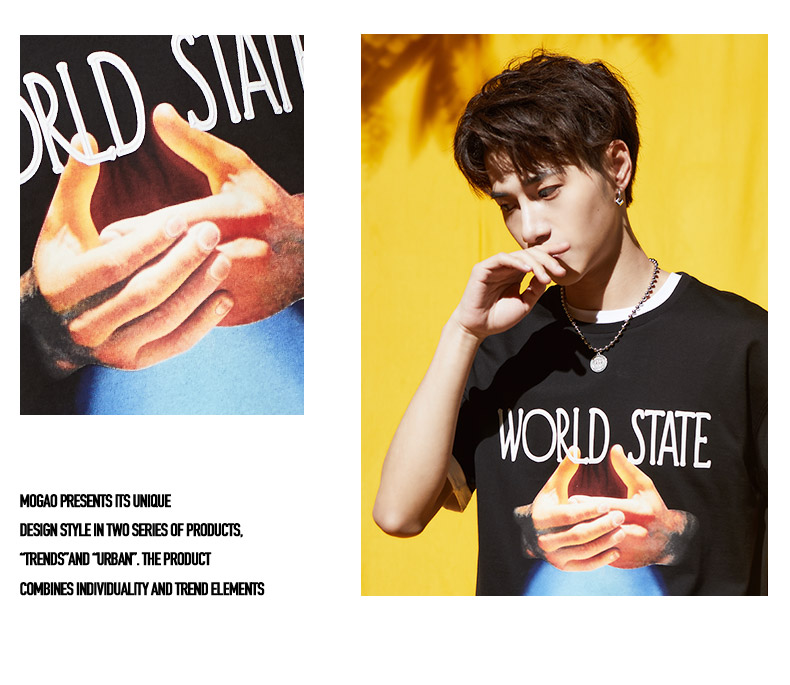 ORLD STATE
WORLD STATE
MOGAO PRESENTS ITS UNIQUE
DESIGN STYLE IN TWO SERIES OF PRODUCTS,
“TRENDS”AND “URBAN”. THE PRODUCT
COMBINES INDIVIDUALITY AND TREND ELEMENTS